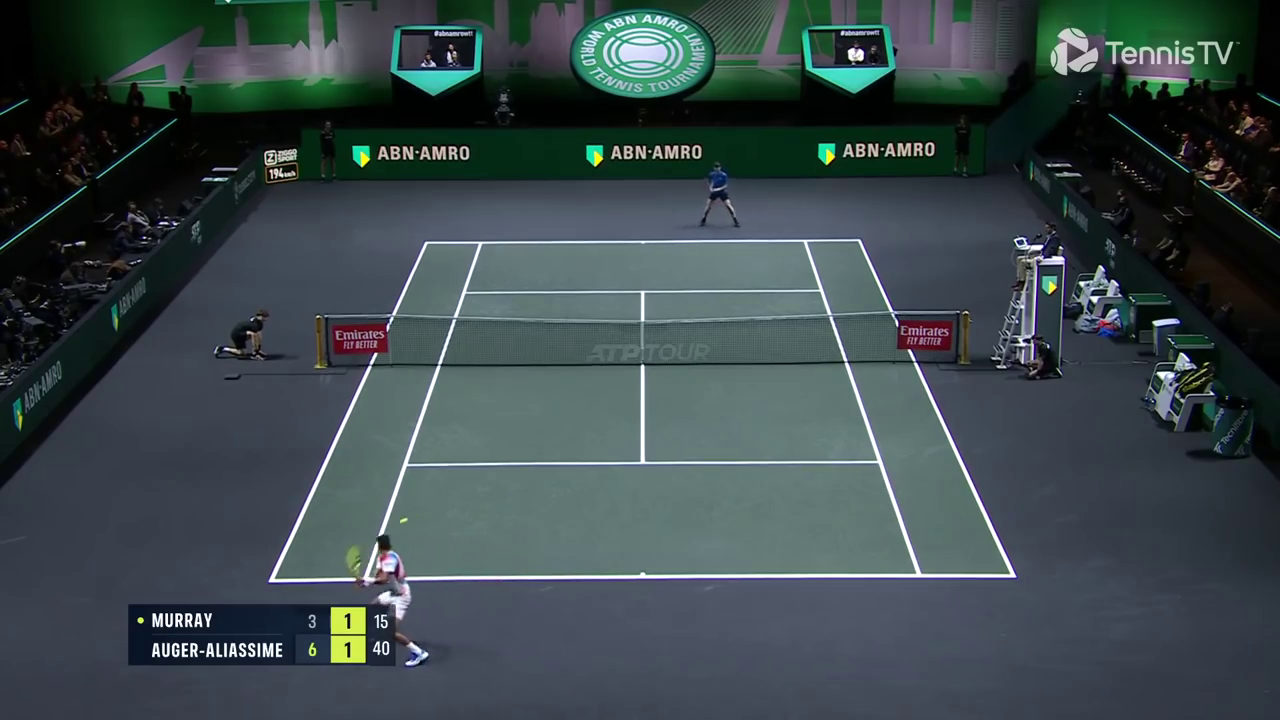 #abnamrowtt
ABN AMRO
WORLD TENNIS TOURNAMENT
#abnamrowtt
TennisTV
ZIGGO SPORT
194 km/h
ABN·AMRO
ABN·AMRO
ABN·AMRO
ABN·AMRO
ABN·AMRO
Emirates
FLY BETTER
ATP TOUR
Emirates
FLY BETTER
MURRAY 3 1 15
AUGER-ALIASSIME 6 1 40